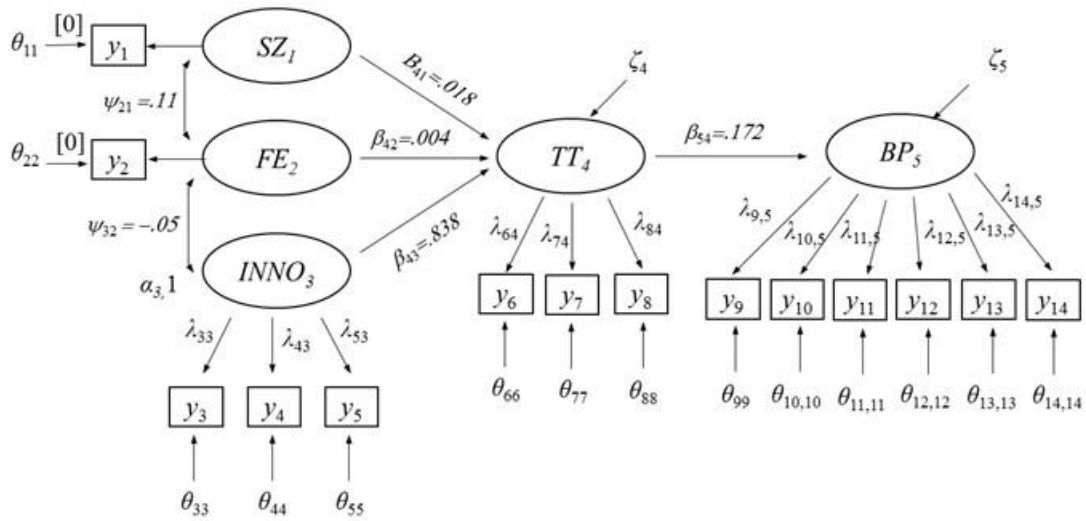 θ11 [0] y1 SZ1
ψ21 =.11
θ22 [0] y2 FE2
ψ32 =-.05
α3,1 INNO3
B41=.018
β42=.004
β43=.838
ζ4
TT4
β54=.172
ζ5
BP5
λ33 λ43 λ53
y3 y4 y5
θ33 θ44 θ55
λ64 λ74 λ84
y6 y7 y8
θ66 θ77 θ88
λ9,5 λ10,5 λ11,5 λ12,5 λ13,5 λ14,5
y9 y10 y11 y12 y13 y14
θ99 θ10,10 θ11,11 θ12,12 θ13,13 θ14,14